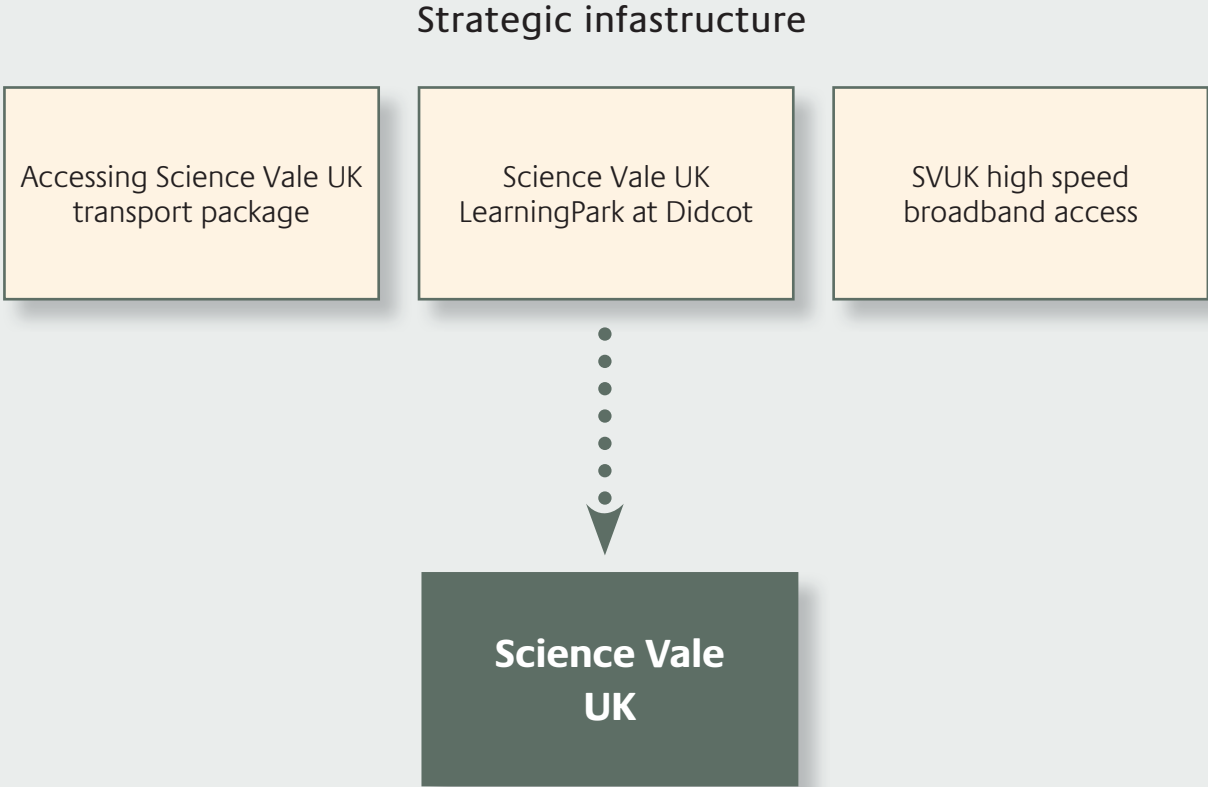 Strategic infastructure
Accessing Science Vale UK
transport package
Science Vale UK
LearningPark at Didcot
SVUK high speed
broadband access
Science Vale
UK